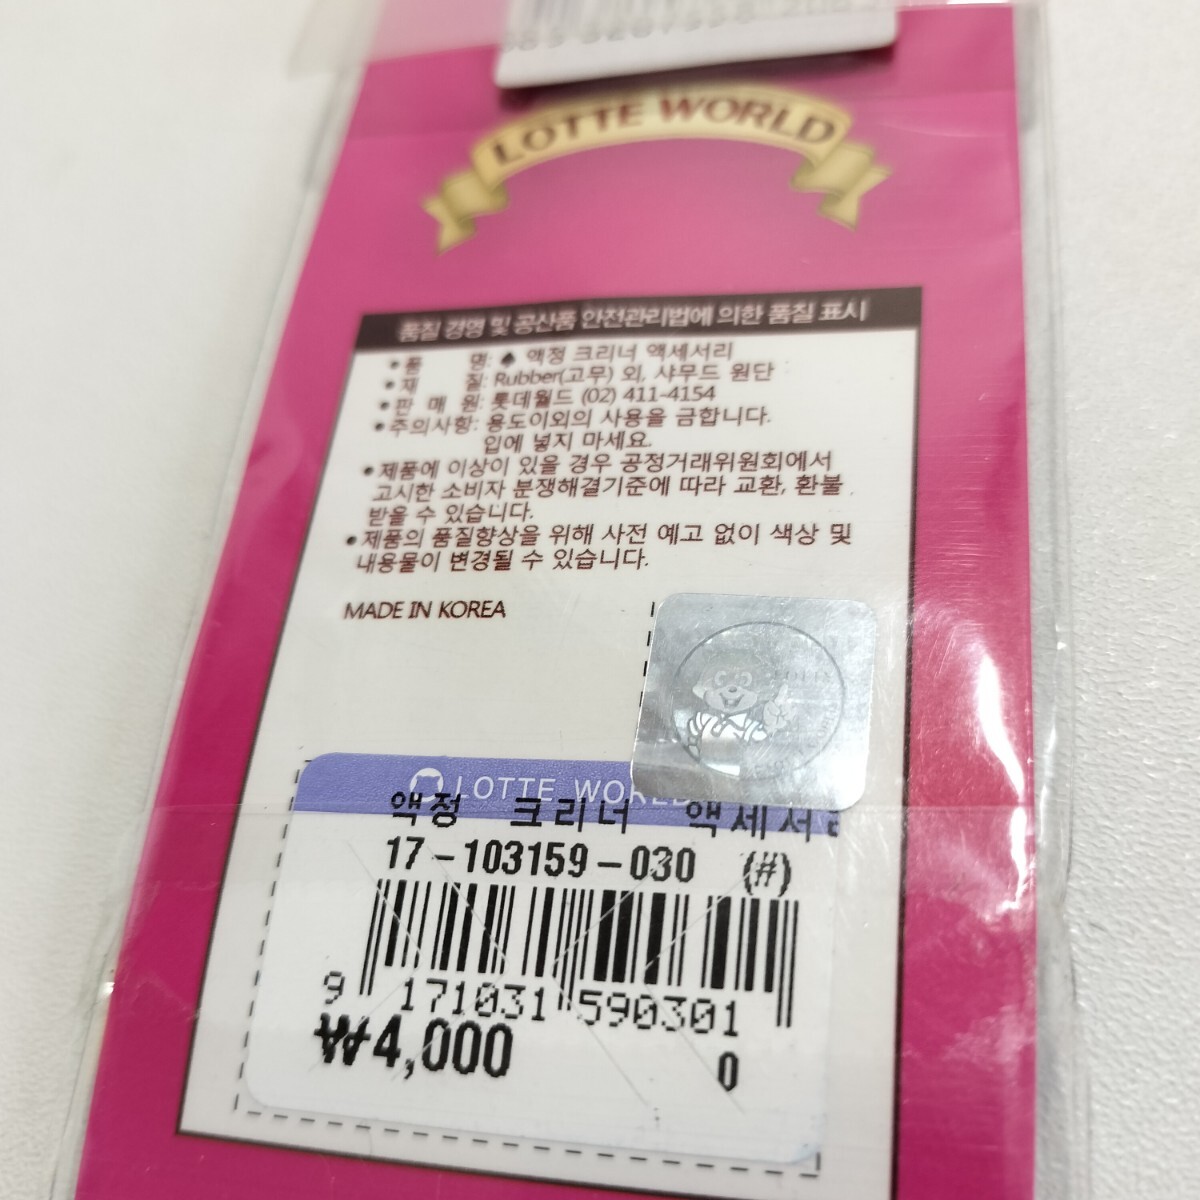 LOTTE WORLD
품질 경영 및 공산품 안전관리법에 의한 품질 표시
• 품 명: ♠ 액정 크리너 액세서리
• 재 질: Rubber(고무) 외, 샤무드 원단
• 판 매 원: 롯데월드 (02) 411-4154
• 주의사항: 용도이외의 사용을 금합니다.
입에 넣지 마세요.
• 제품에 이상이 있을 경우 공정거래위원회에서
고시한 소비자 분쟁해결기준에 따라 교환, 환불
받을 수 있습니다.
• 제품의 품질향상을 위해 사전 예고 없이 색상 및
내용물이 변경될 수 있습니다.
MADE IN KOREA
LOTTE WORLD
액정 크리너 액세서
17-103159-030 (#)
9 171031 590301
₩4,000 0